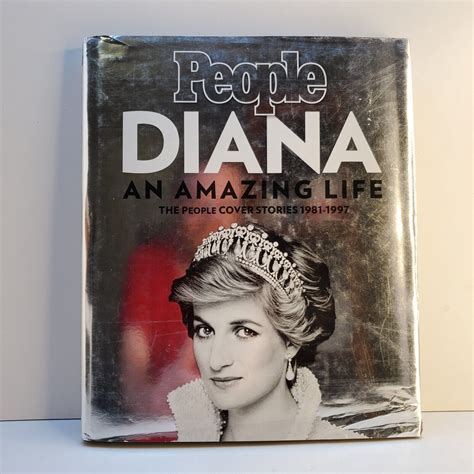 People
DIANA
AN AMAZING LIFE
THE PEOPLE COVER STORIES 1981-1997